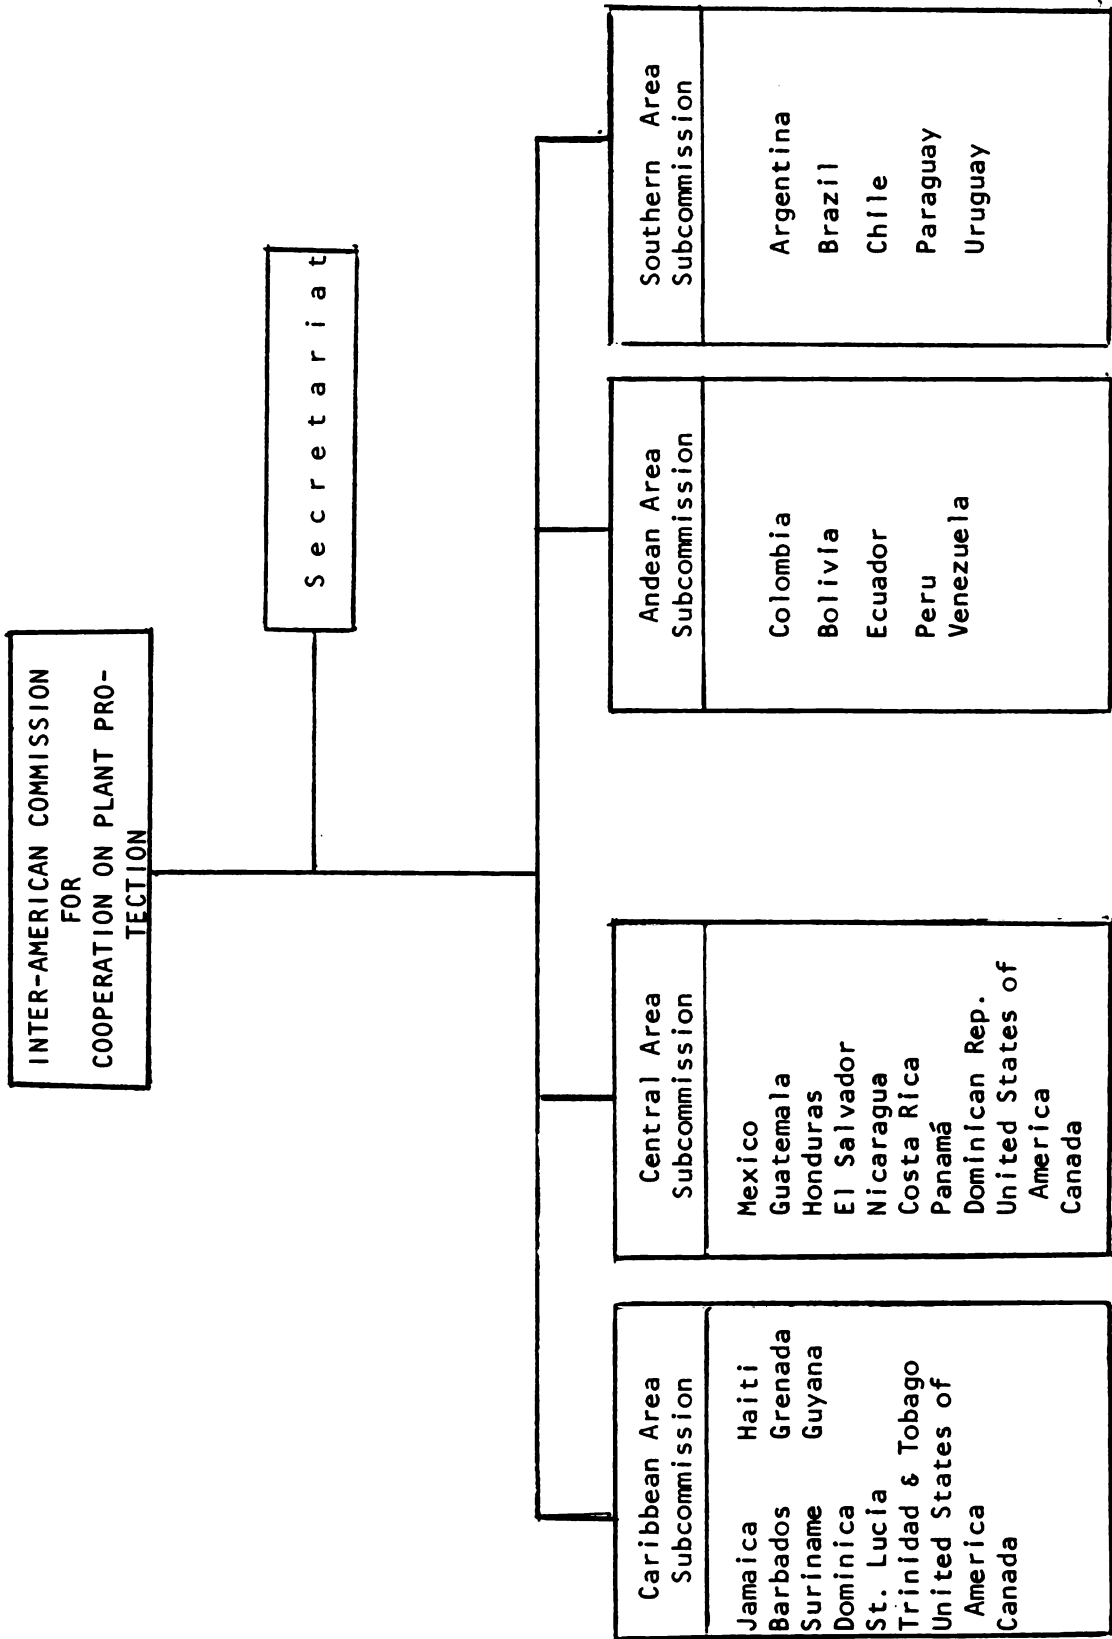 INTER-AMERICAN COMMISSION
FOR
COOPERATION ON PLANT PRO-
TECTION
Secretariat
Caribbean Area
Subcommission
Jamaica Haiti
Barbados Grenada
Suriname Guyana
Dominica
St. Lucia
Trinidad & Tobago
United States of
America
Canada
Central Area
Subcommission
Mexico
Guatemala
Honduras
El Salvador
Nicaragua
Costa Rica
Panamá
Dominican Rep.
United States of
America
Canada
Andean Area
Subcommission
Colombia
Bolivia
Ecuador
Peru
Venezuela
Southern Area
Subcommission
Argentina
Brazil
Chile
Paraguay
Uruguay